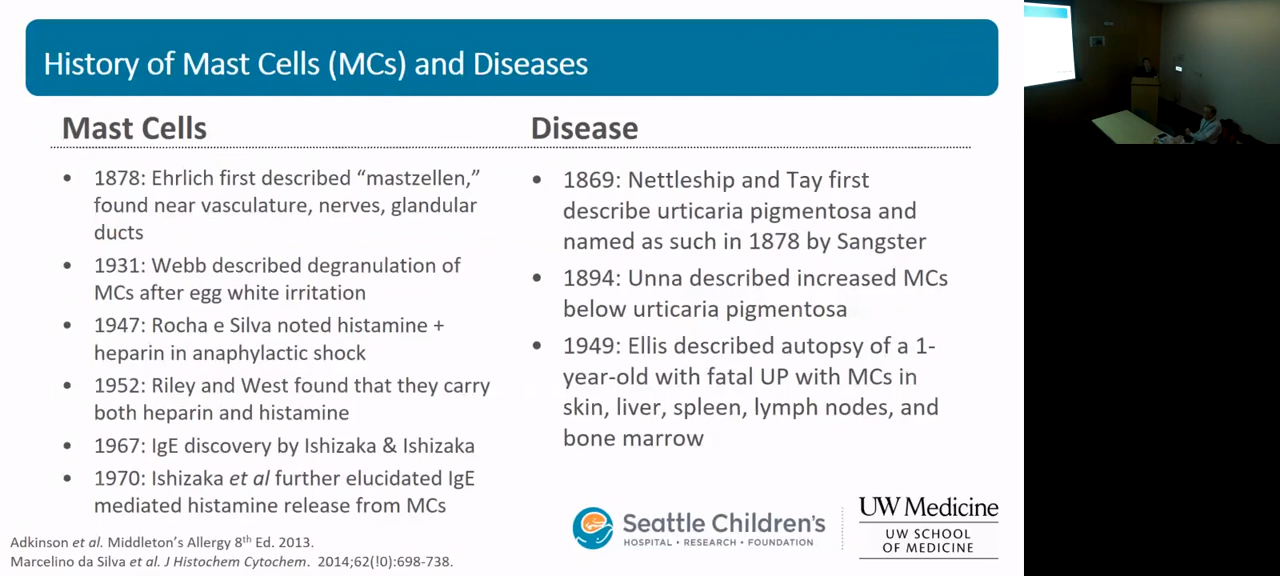 History of Mast Cells (MCs) and Diseases
Mast Cells
• 1878: Ehrlich first described “mastzellen,”
found near vasculature, nerves, glandular
ducts
• 1931: Webb described degranulation of
MCs after egg white irritation
• 1947: Rocha e Silva noted histamine +
heparin in anaphylactic shock
• 1952: Riley and West found that they carry
both heparin and histamine
• 1967: IgE discovery by Ishizaka & Ishizaka
• 1970: Ishizaka et al further elucidated IgE
mediated histamine release from MCs
Disease
• 1869: Nettleship and Tay first
describe urticaria pigmentosa and
named as such in 1878 by Sangster
• 1894: Unna described increased MCs
below urticaria pigmentosa
• 1949: Ellis described autopsy of a 1-
year-old with fatal UP with MCs in
skin, liver, spleen, lymph nodes, and
bone marrow
Adkinson et al. Middleton’s Allergy 8th Ed. 2013.
Marcelino da Silva et al. J Histochem Cytochem. 2014;62(!0):698-738.
Seattle Children's
HOSPITAL • RESEARCH • FOUNDATION
UW Medicine
UW SCHOOL
OF MEDICINE